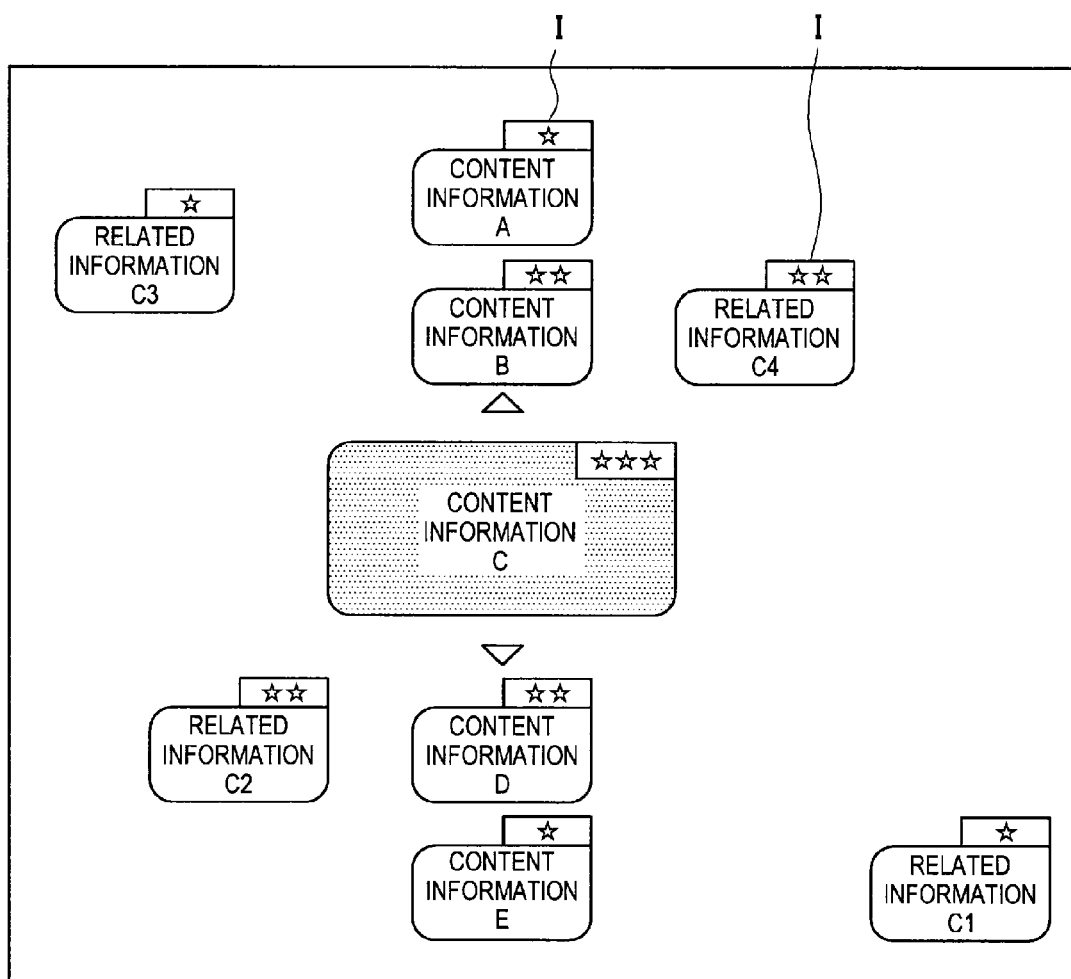 I
I
☆
CONTENT
INFORMATION
A
☆
RELATED
INFORMATION
C3
☆☆
CONTENT
INFORMATION
B
☆☆
RELATED
INFORMATION
C4
☆☆☆
CONTENT
INFORMATION
C
☆☆
RELATED
INFORMATION
C2
☆☆
CONTENT
INFORMATION
D
☆
CONTENT
INFORMATION
E
☆
RELATED
INFORMATION
C1